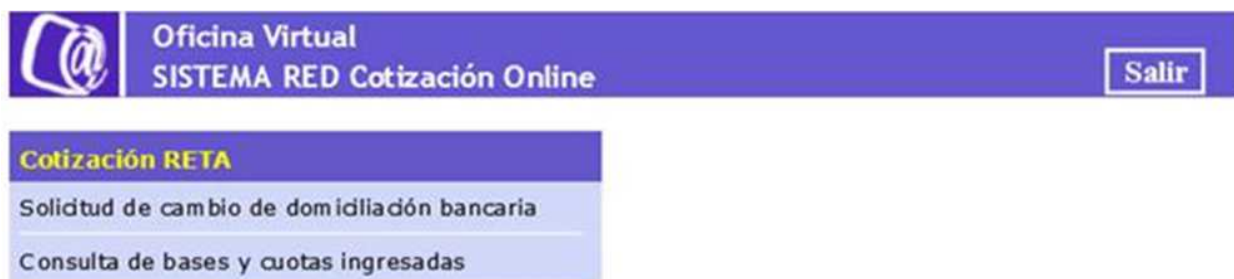 Oficina Virtual
SISTEMA RED Cotización Online
Salir
Cotización RETA
Solicitud de cambio de domiciliación bancaria
Consulta de bases y cuotas ingresadas